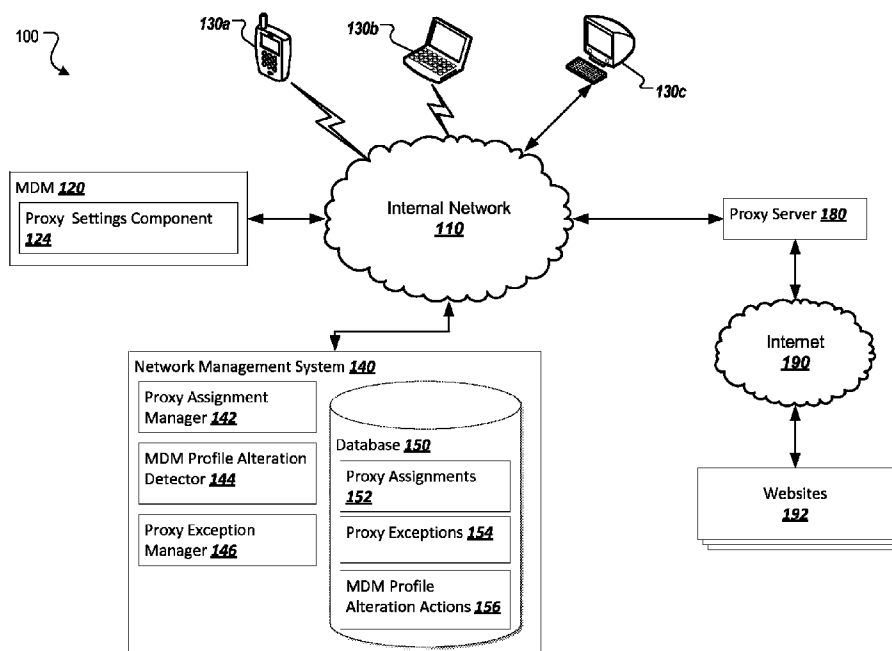 100
130a
130b
130c
MDM 120
Proxy Settings Component
124
Internal Network
110
Proxy Server 180
Internet
190
Websites
192
Network Management System 140
Proxy Assignment
Manager 142
MDM Profile Alteration
Detector 144
Proxy Exception
Manager 146
Database 150
Proxy Assignments
152
Proxy Exceptions 154
MDM Profile
Alteration Actions 156